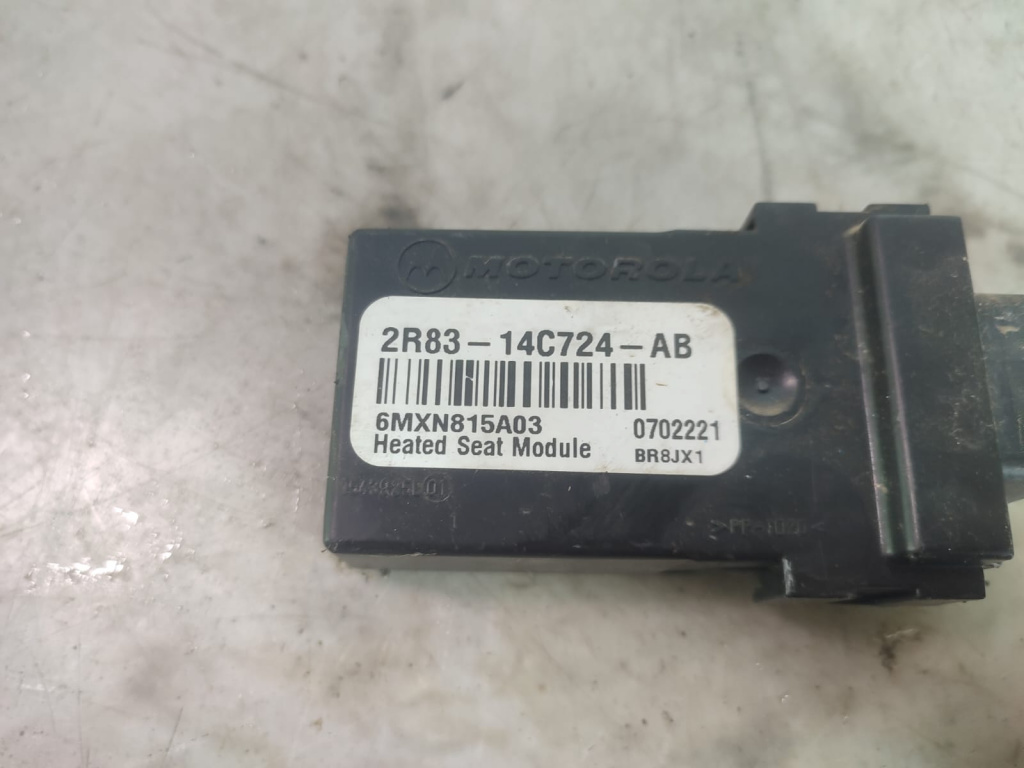 MOTOROLA
2R83-14C724-AB
6MXN815A03 0702221
Heated Seat Module BR8JX1